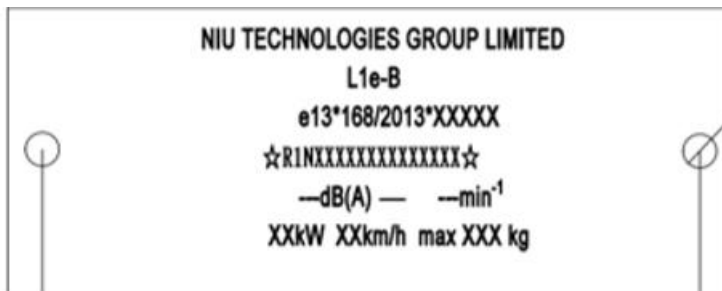 NIU TECHNOLOGIES GROUP LIMITED
L1e-B
e13*168/2013*XXXXX
☆R1NXXXXXXXXXXXXXX☆
---dB(A) — ---min-1
XXkW XXkm/h max XXX kg